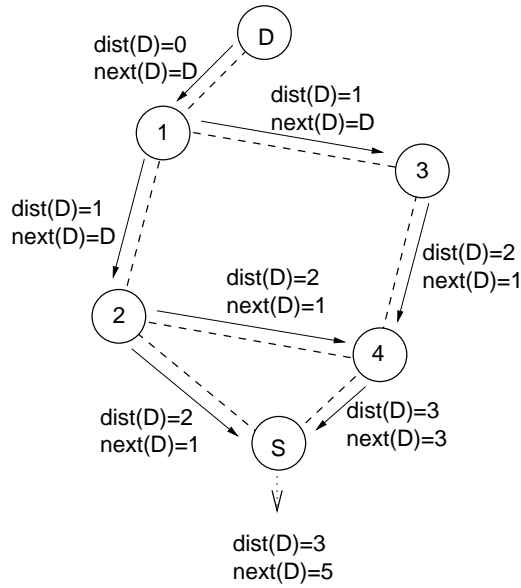 D
dist(D)=0
next(D)=D
dist(D)=1
next(D)=D
1
3
dist(D)=1
next(D)=D
dist(D)=2
next(D)=1
dist(D)=2
next(D)=1
2
4
dist(D)=2
next(D)=1
dist(D)=3
next(D)=3
S
dist(D)=3
next(D)=5